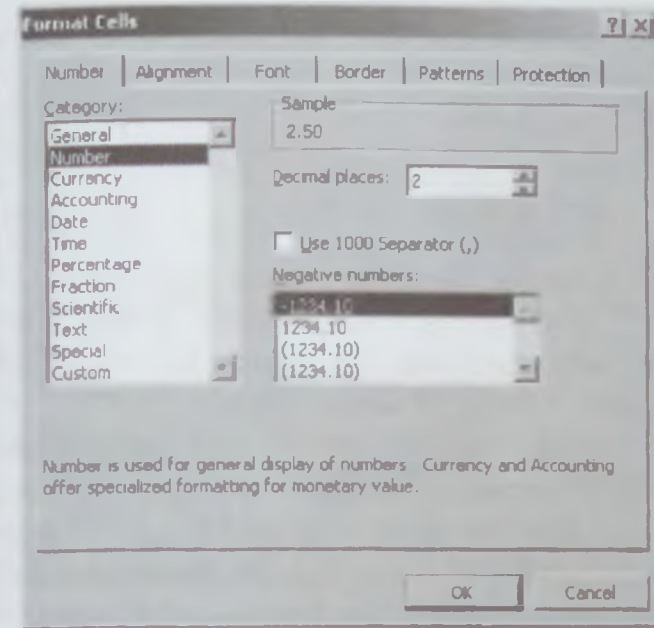 Format Cells
Number Alignment Font Border Patterns Protection
Category:
General
Number
Currency
Accounting
Date
Time
Percentage
Fraction
Scientific
Text
Special
Custom
Sample
2.50
Decimal places: 2
Use 1000 Separator (,)
Negative numbers:
-1234.10
1234.10
(1234.10)
(1234.10)
Number is used for general display of numbers Currency and Accounting
offer specialized formatting for monetary value.
OK Cancel